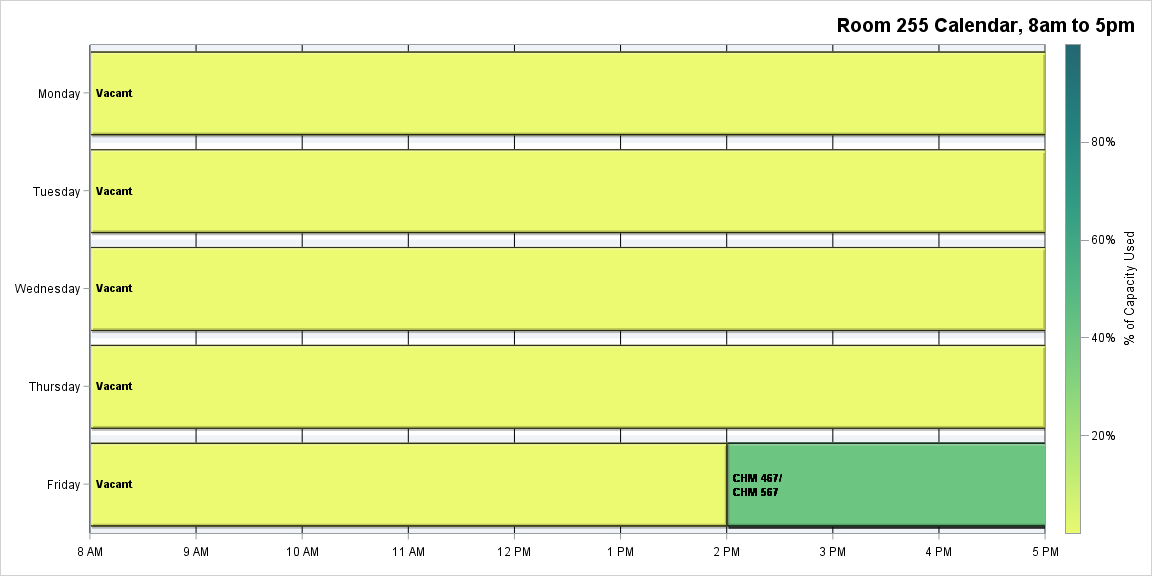 Room 255 Calendar, 8am to 5pm
Monday
Vacant
Tuesday
Vacant
Wednesday
Vacant
Thursday
Vacant
Friday
Vacant
CHM 467/
CHM 567
8 AM
9 AM
10 AM
11 AM
12 PM
1 PM
2 PM
3 PM
4 PM
5 PM
80%
60%
40%
20%
% of Capacity Used